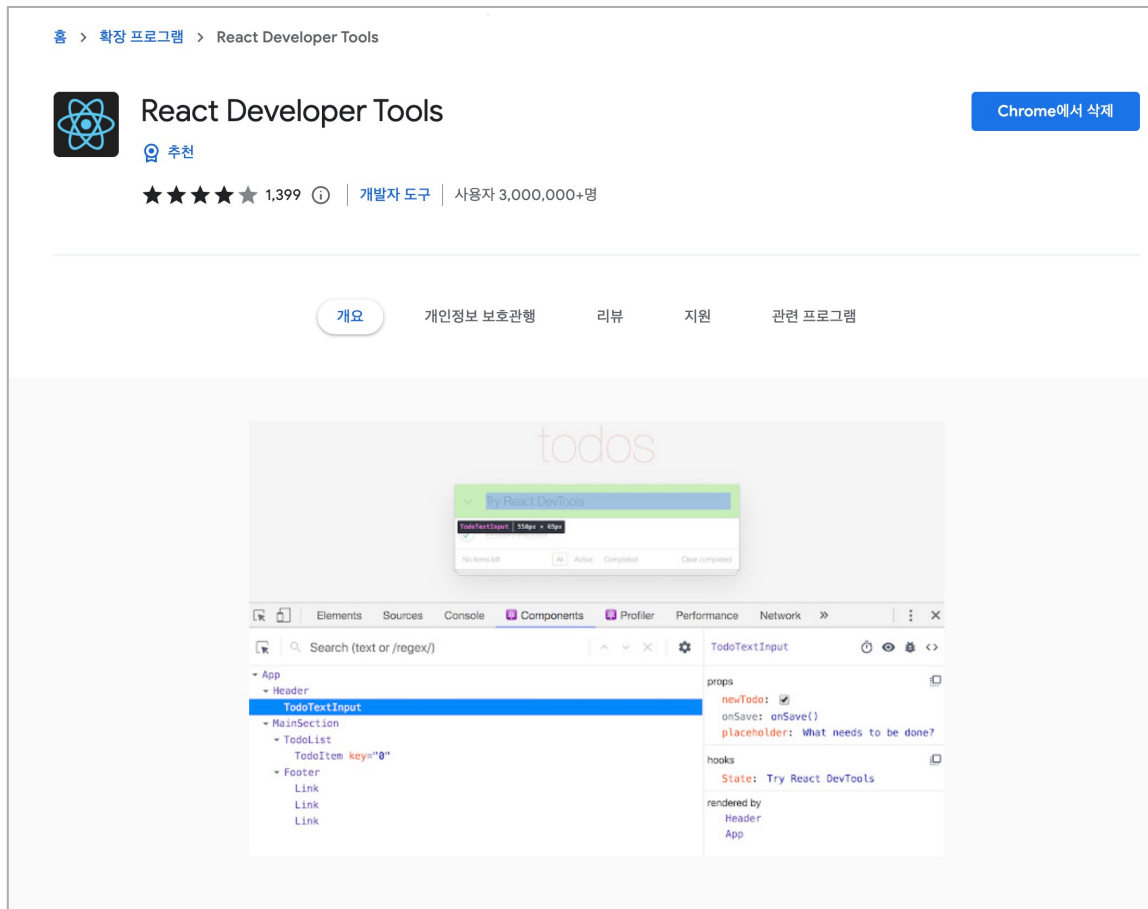 홈 > 확장 프로그램 > React Developer Tools
React Developer Tools
Chrome에서 삭제
추천
1,399 개발자 도구 사용자 3,000,000+명
개요 개인정보 보호관행 리뷰 지원 관련 프로그램
todos
Try React DevTools
TodoTextInput | 550px × 65px
No items left All Active Completed Clear completed
Elements Sources Console Components Profiler Performance Network »
Search (text or /regex/)
TodoTextInput
App
Header
TodoTextInput
MainSection
TodoList
TodoItem key="0"
Footer
Link
Link
Link
props
newTodo:
onSave: onSave()
placeholder: What needs to be done?
hooks
State: Try React DevTools
rendered by
Header
App